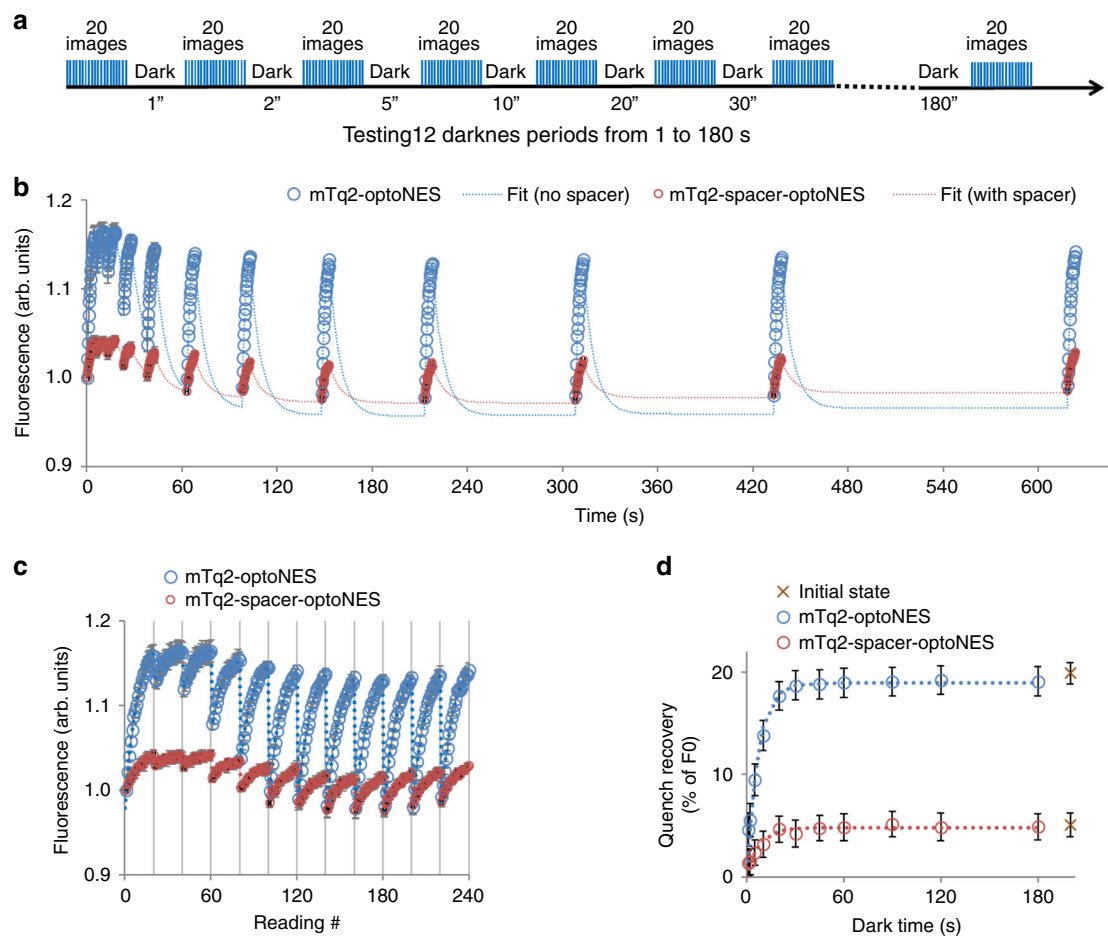 a
20 images 20 images 20 images 20 images 20 images 20 images 20 images 20 images
Dark Dark Dark Dark Dark Dark Dark
1” 2” 5” 10” 20” 30” 180”
Testing12 darknes periods from 1 to 180 s
b
mTq2-optoNES Fit (no spacer) mTq2-spacer-optoNES Fit (with spacer)
Fluorescence (arb. units)
1.2
1.1
1.0
0.9
0 60 120 180 240 300 360 420 480 540 600
Time (s)
c
mTq2-optoNES
mTq2-spacer-optoNES
Fluorescence (arb. units)
1.2
1.1
1.0
0.9
0 60 120 180 240
Reading #
d
Initial state
mTq2-optoNES
mTq2-spacer-optoNES
Quench recovery
(% of F0)
20
10
0
0 60 120 180
Dark time (s)